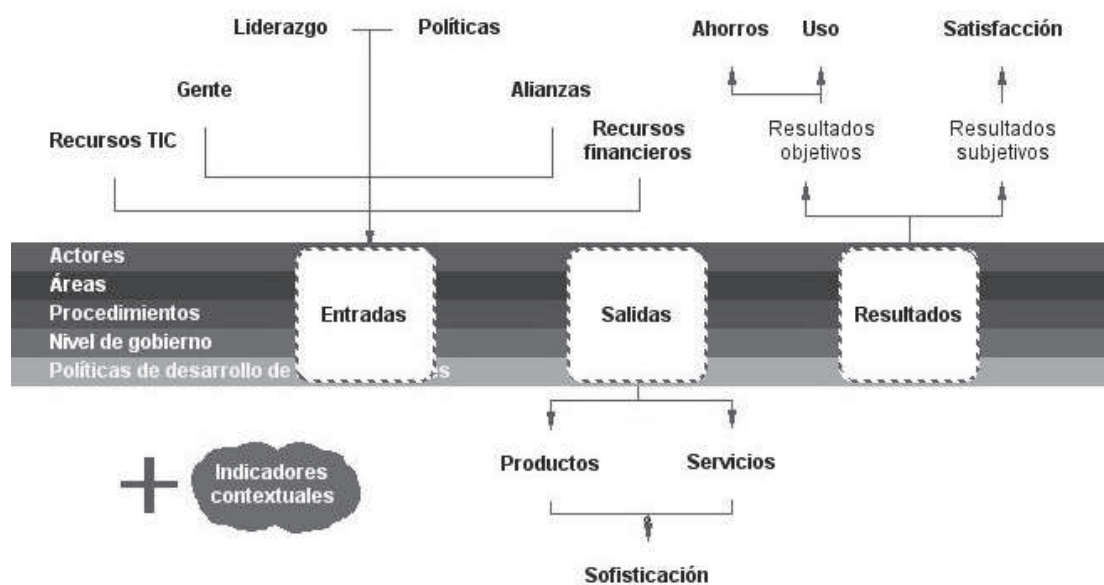 Liderazgo
Políticas
Ahorros
Uso
Satisfacción
Gente
Alianzas
Recursos TIC
Recursos
financieros
Resultados
objetivos
Resultados
subjetivos
Actores
Áreas
Procedimientos
Nivel de gobierno
Políticas de desarrollo de
Entradas
Salidas
Resultados
Productos
Servicios
Indicadores
contextuales
Sofisticación